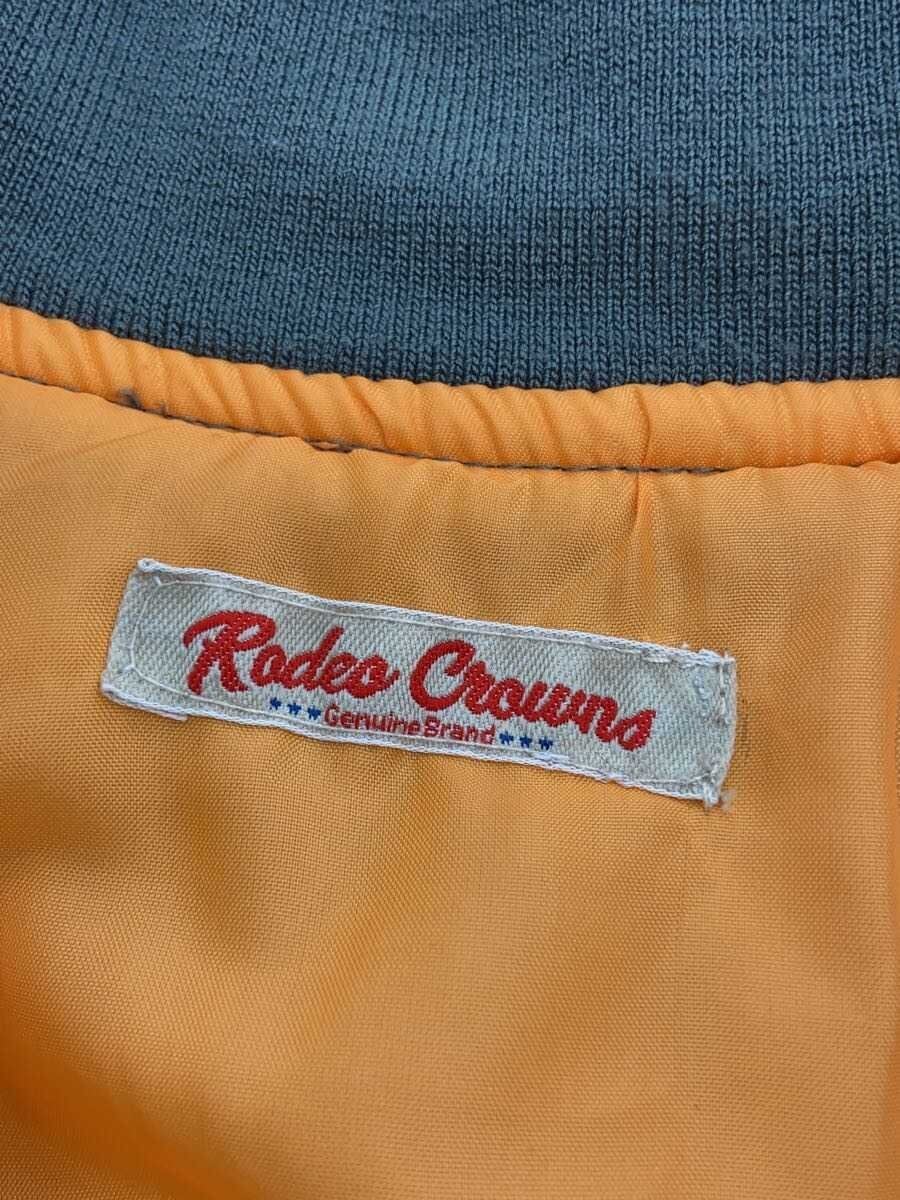 Rodeo Crowns
★★★Genuine Brand★★★